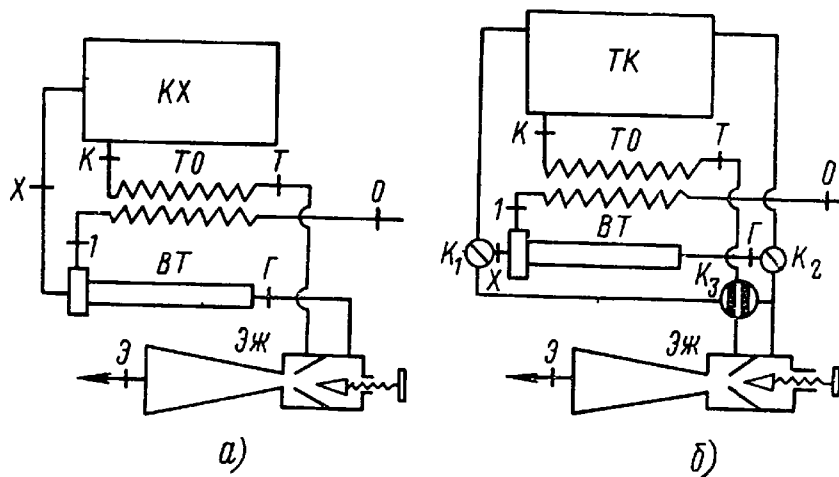 КХ
К
ТО
Т
Х
О
1
ВТ
Г
Э
ЭЖ
а)
ТК
К
ТО
Т
О
1
ВТ
Г
К1
Х
К3
К2
Э
ЭЖ
б)